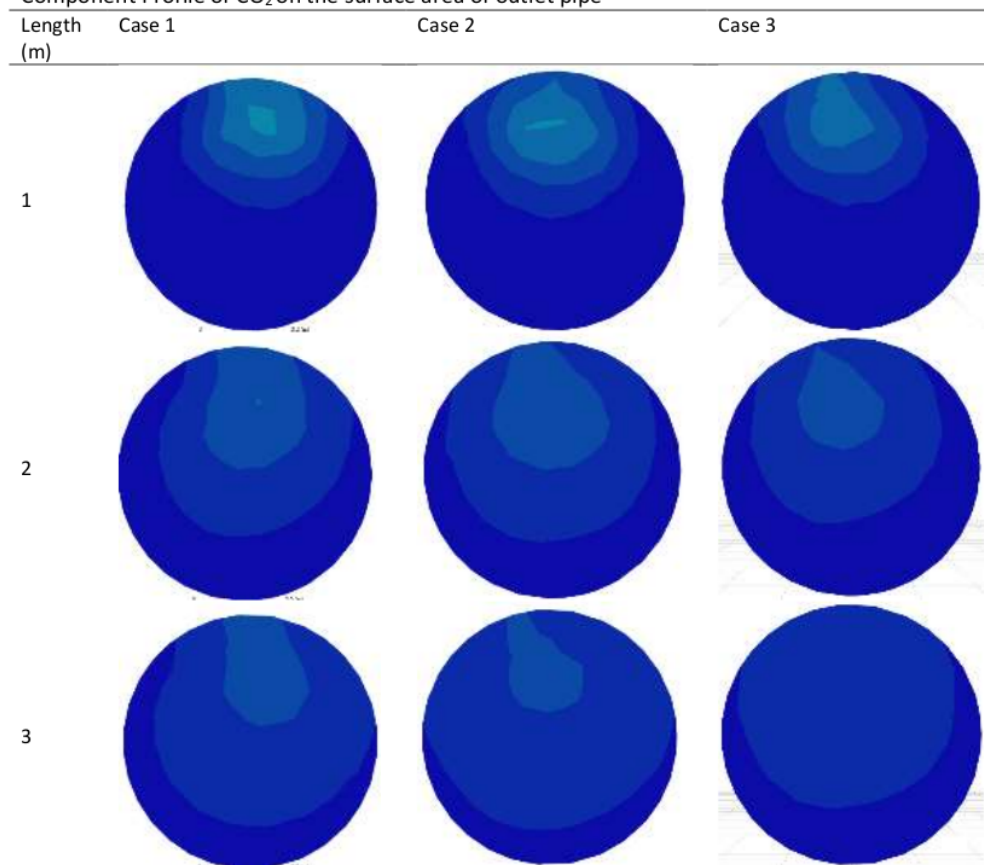 Component Profile of CO₂ on the surface area of outlet pipe
Length
(m)
Case 1
Case 2
Case 3
1
2
3